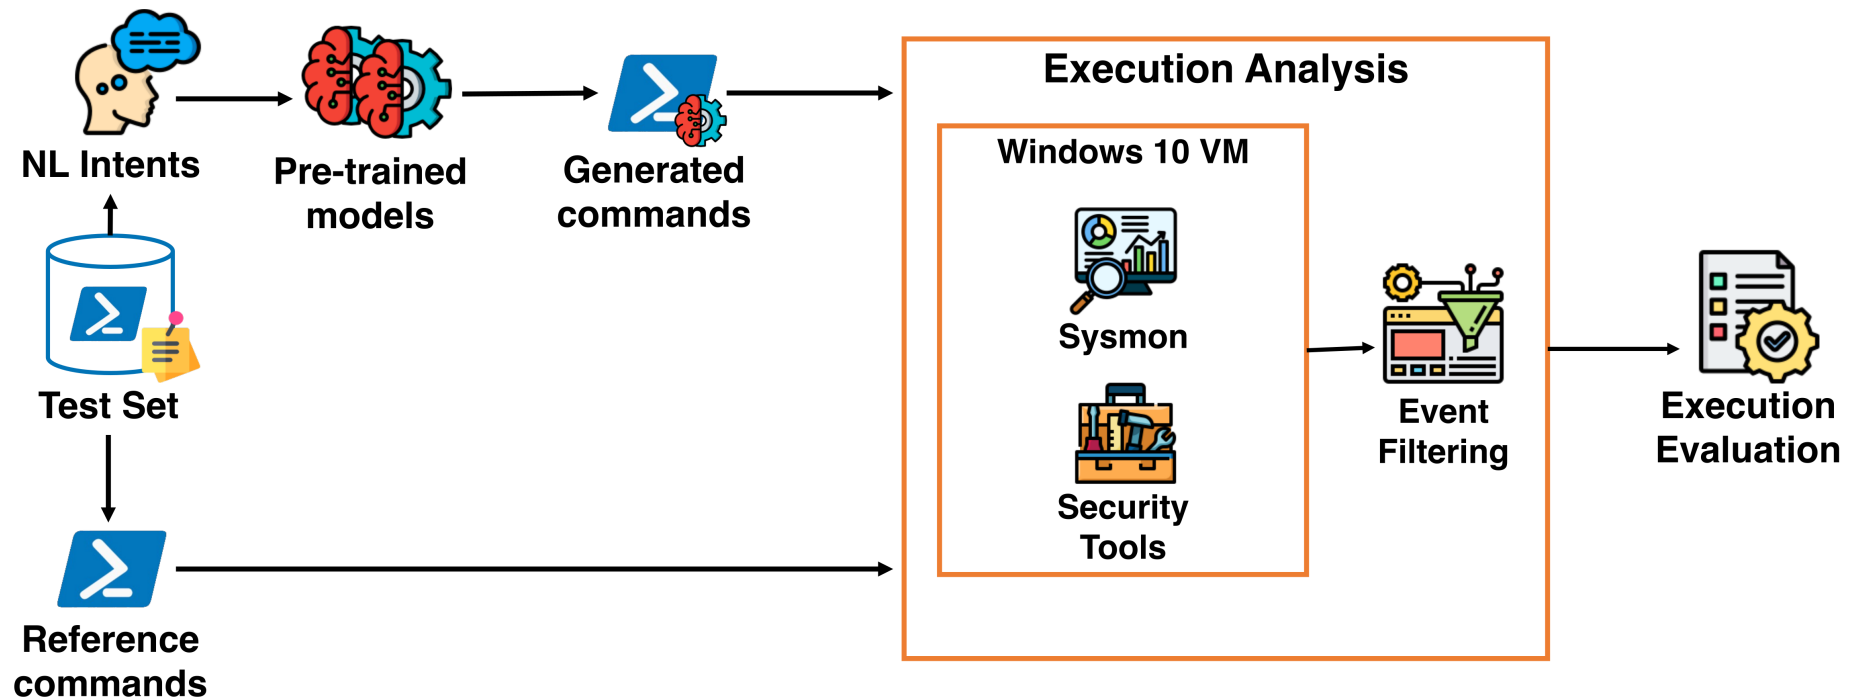 NL Intents
Pre-trained
models
Generated
commands
Test Set
Reference
commands
Execution Analysis
Windows 10 VM
Sysmon
Security
Tools
Event
Filtering
Execution
Evaluation